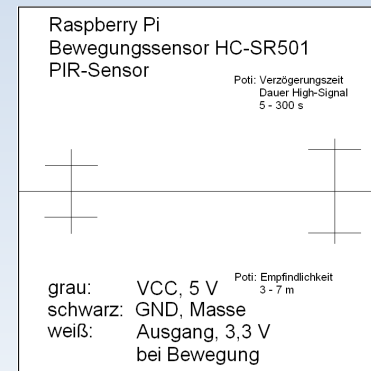 Raspberry Pi
Bewegungssensor HC-SR501
PIR-Sensor
Poti: Verzögerungszeit
Dauer High-Signal
5 - 300 s
Poti: Empfindlichkeit
3 - 7 m
grau: VCC, 5 V
schwarz: GND, Masse
weiß: Ausgang, 3,3 V
bei Bewegung